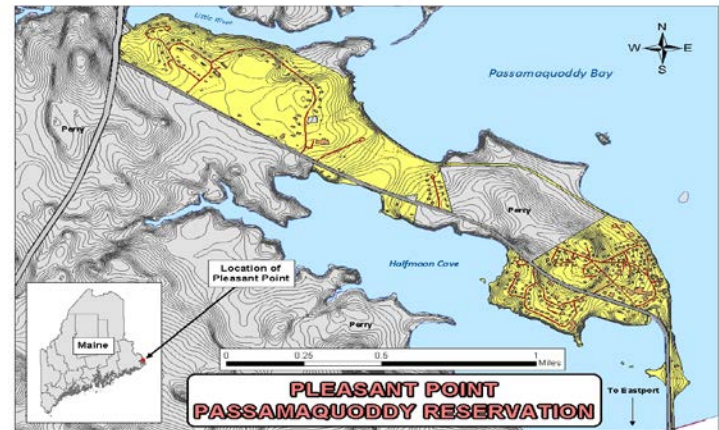 Little River
N
W E
S
Passamaquoddy Bay
Perry
Perry
Halfmoon Cove
Location of
Pleasant Point
Maine
Perry
0 0.25 0.5 1
Miles
To Eastport
PLEASANT POINT
PASSAMAQUODDY RESERVATION